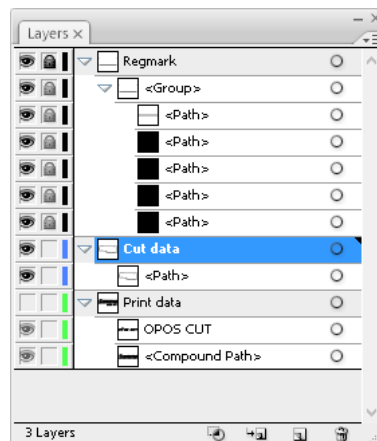 Layers ×
Regmark
<Group>
<Path>
<Path>
<Path>
<Path>
<Path>
Cut data
<Path>
Print data
OPOS CUT
<Compound Path>
3 Layers